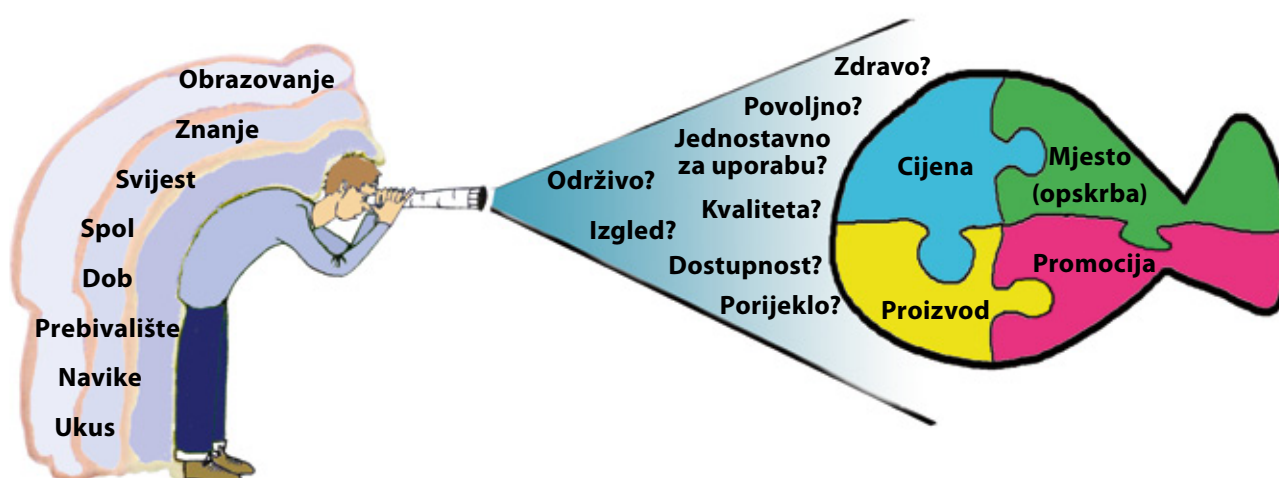 Obrazovanje
Znanje
Svijest
Spol
Dob
Prebivalište
Navike
Ukus
Zdravo?
Povoljno?
Jednostavno
za uporabu?
Održivo?
Kvaliteta?
Izgled?
Dostupnost?
Porijeklo?
Cijena
Mjesto
(opskrba)
Proizvod
Promocija